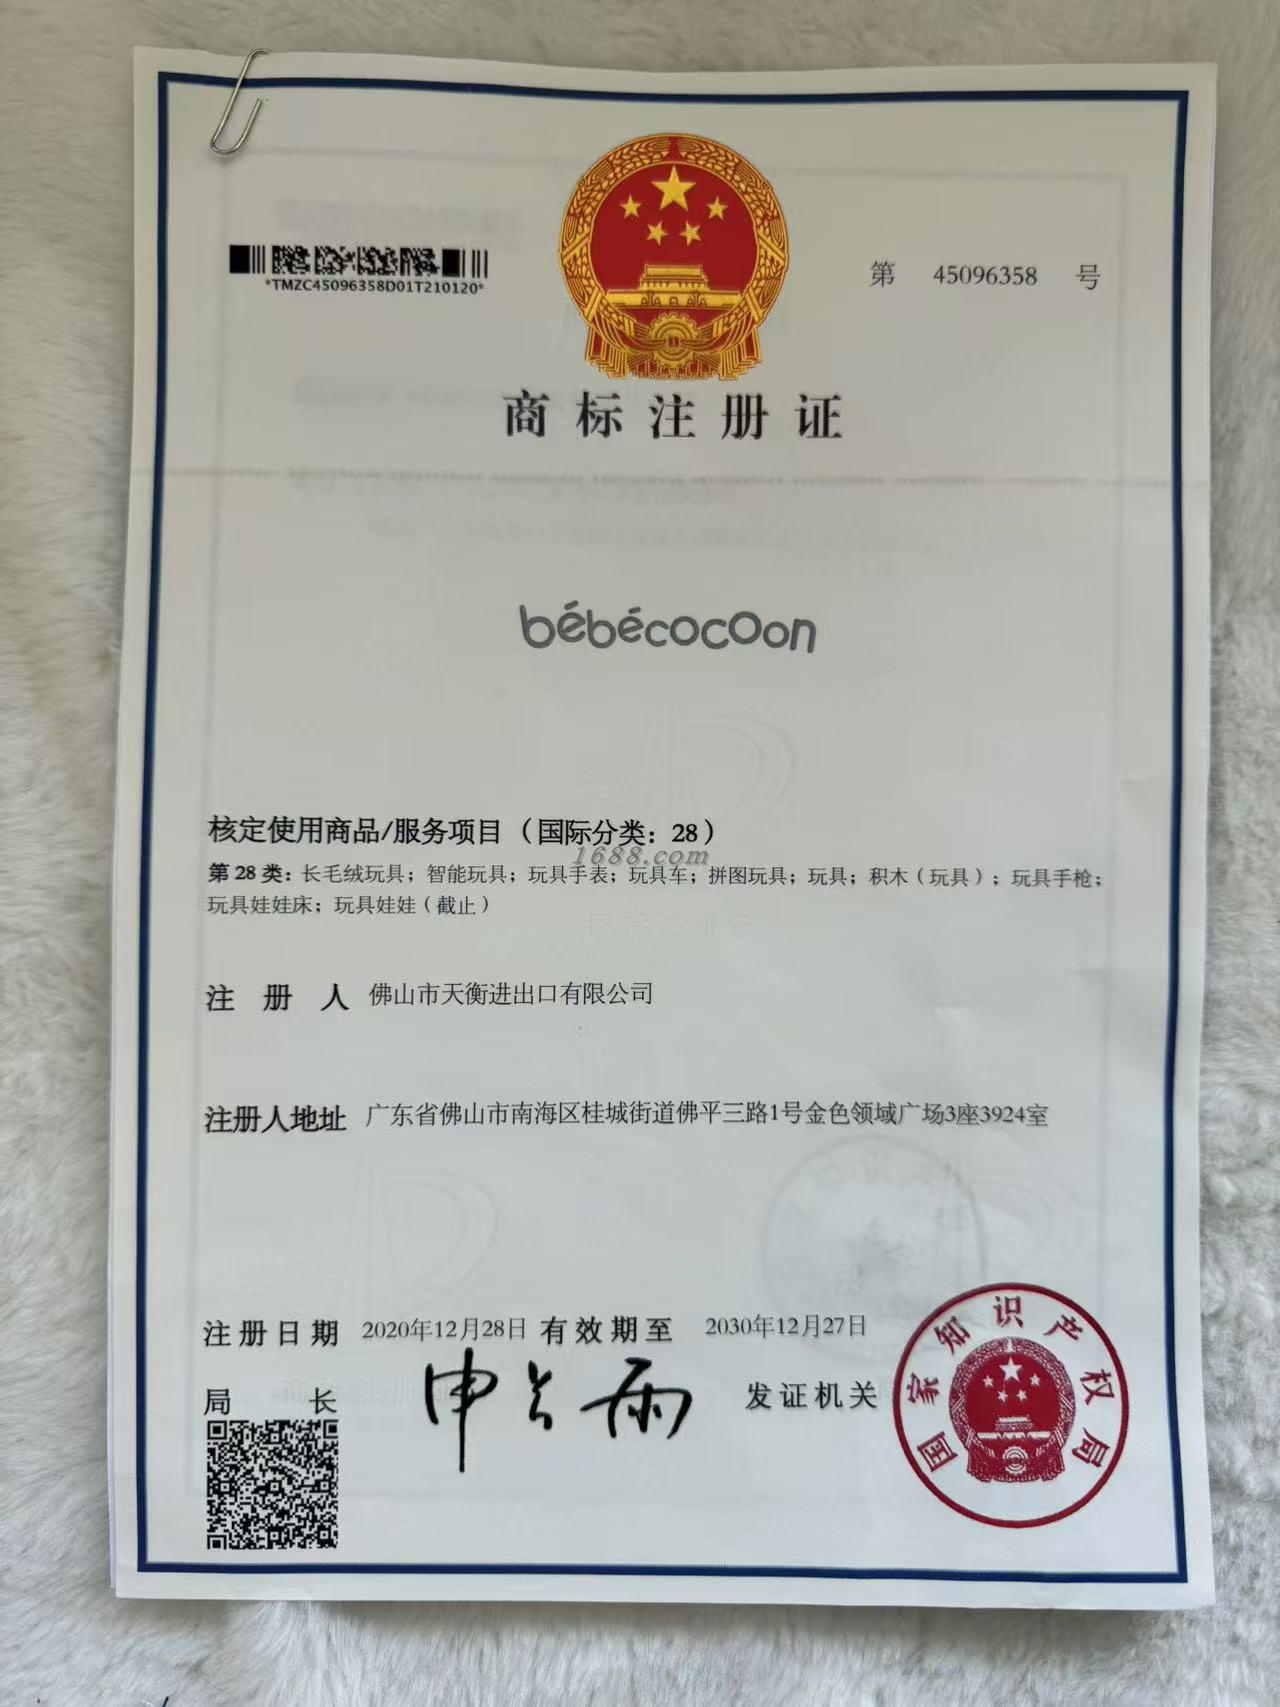 *TMZC45096358D01T210120*
第 45096358 号
商标注册证
bébécocoon
核定使用商品/服务项目（国际分类：28）
1688.com
第 28 类：长毛绒玩具；智能玩具；玩具手表；玩具车；拼图玩具；玩具；积木（玩具）；玩具手枪；
玩具娃娃床；玩具娃娃（截止）
注册人 佛山市天衡进出口有限公司
注册人地址 广东省佛山市南海区桂城街道佛平三路1号金色领域广场3座3924室
注册日期 2020年12月28日 有效期至 2030年12月27日
局长 申长雨 发证机关
国家知识产权局